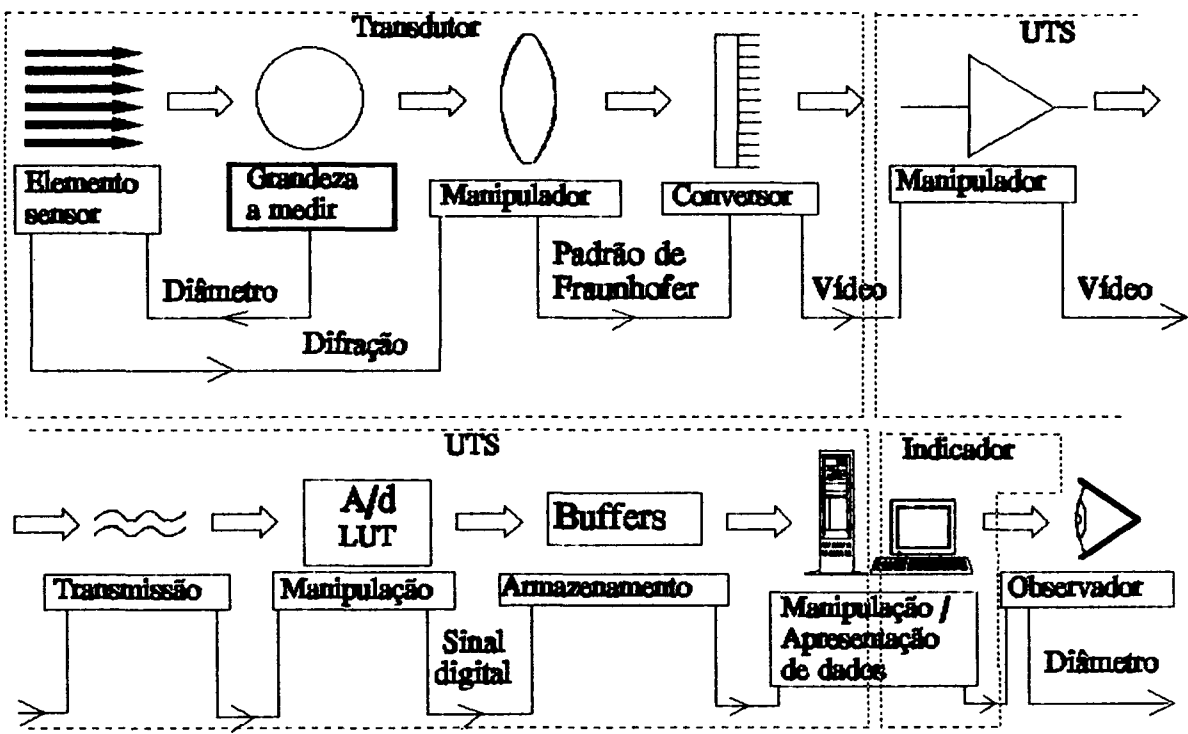 Transdutor
UTS
Elemento
sensor
Grandeza
a medir
Manipulador
Conversor
Manipulador
Diâmetro
Difração
Padrão de
Fraunhofer
Vídeo
Vídeo
UTS
Indicador
A/d
LUT
Buffers
Transmissão
Manipulação
Armazenamento
Manipulação /
Apresentação
de dados
Observador
Sinal
digital
Diâmetro